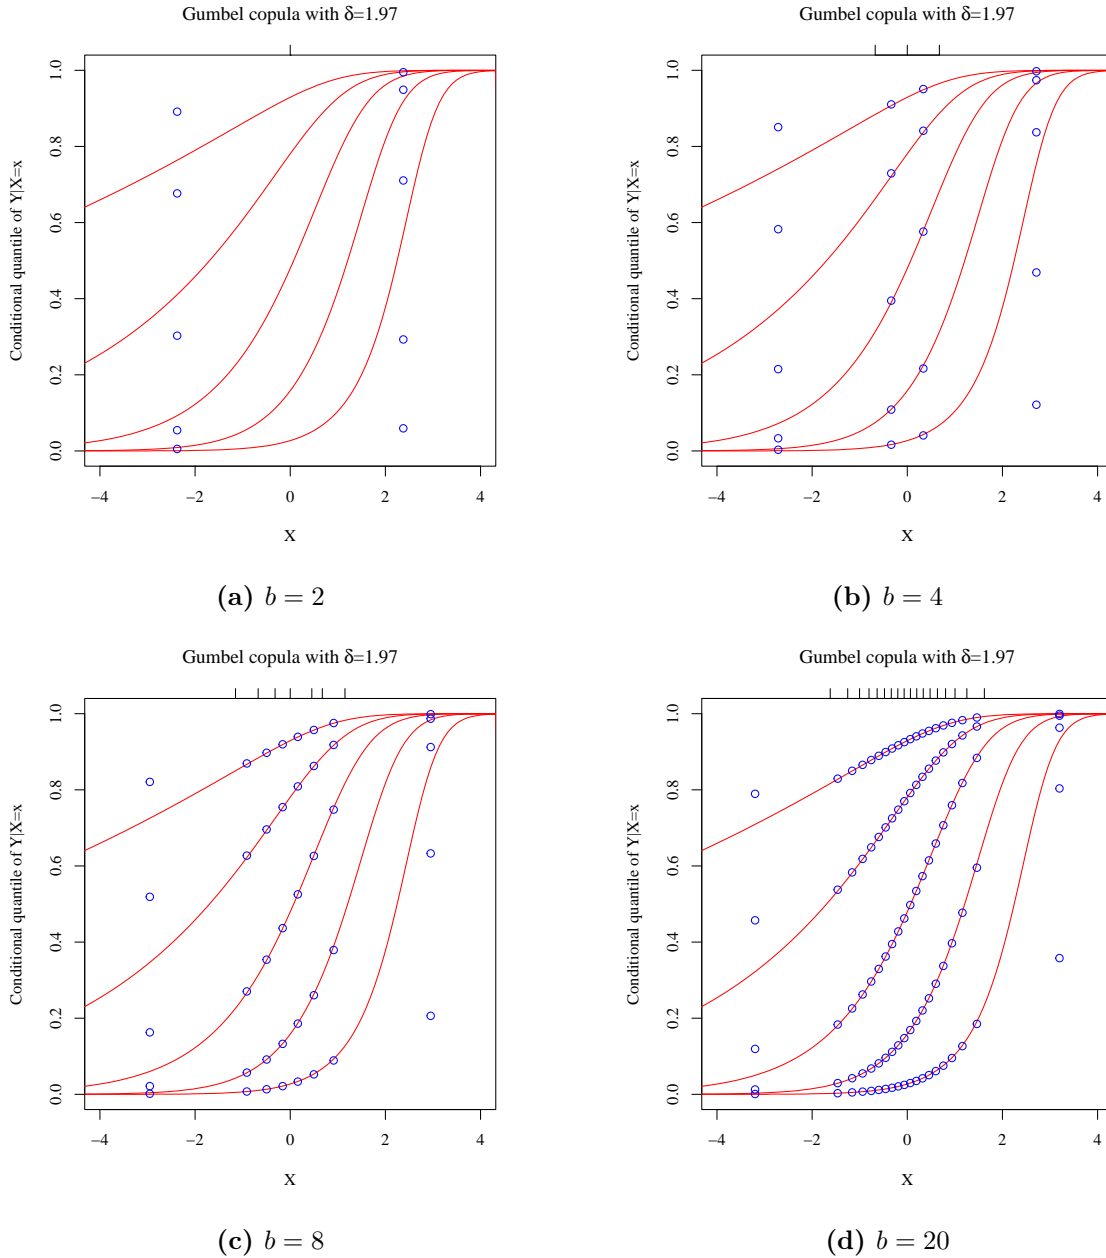 Gumbel copula with δ=1.97
Conditional quantile of Y|X=x
1.0
0.8
0.6
0.4
0.2
0.0
−4 −2 0 2 4
X
(a) b = 2
Gumbel copula with δ=1.97
Conditional quantile of Y|X=x
1.0
0.8
0.6
0.4
0.2
0.0
−4 −2 0 2 4
X
(b) b = 4
Gumbel copula with δ=1.97
Conditional quantile of Y|X=x
1.0
0.8
0.6
0.4
0.2
0.0
−4 −2 0 2 4
X
(c) b = 8
Gumbel copula with δ=1.97
Conditional quantile of Y|X=x
1.0
0.8
0.6
0.4
0.2
0.0
−4 −2 0 2 4
X
(d) b = 20